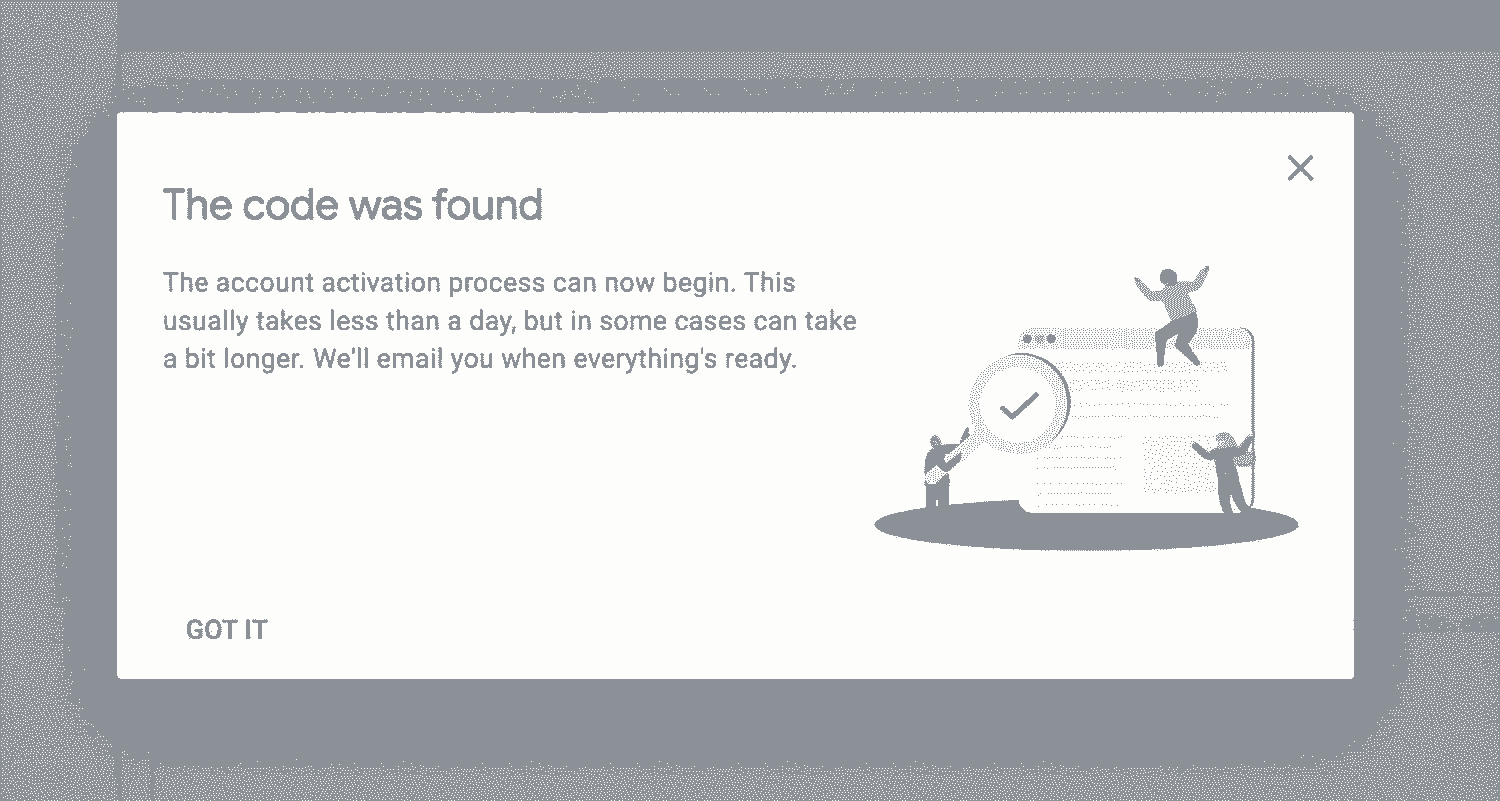 The code was found
The account activation process can now begin. This
usually takes less than a day, but in some cases can take
a bit longer. We'll email you when everything's ready.
GOT IT